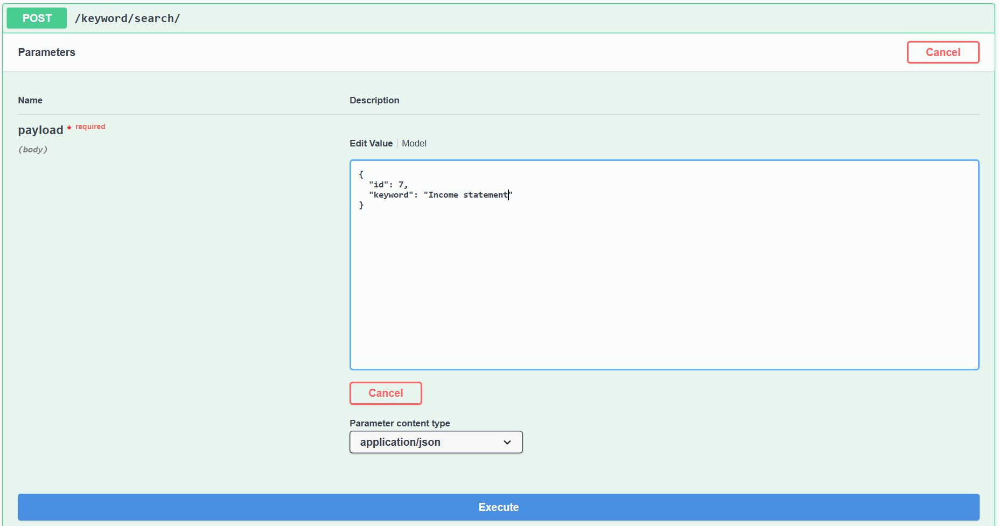 POST /keyword/search/
Parameters
Cancel
Name Description
payload * required
(body)
Edit Value | Model
{
  "id": 7,
  "keyword": "Income statement"
}
Cancel
Parameter content type
application/json
Execute